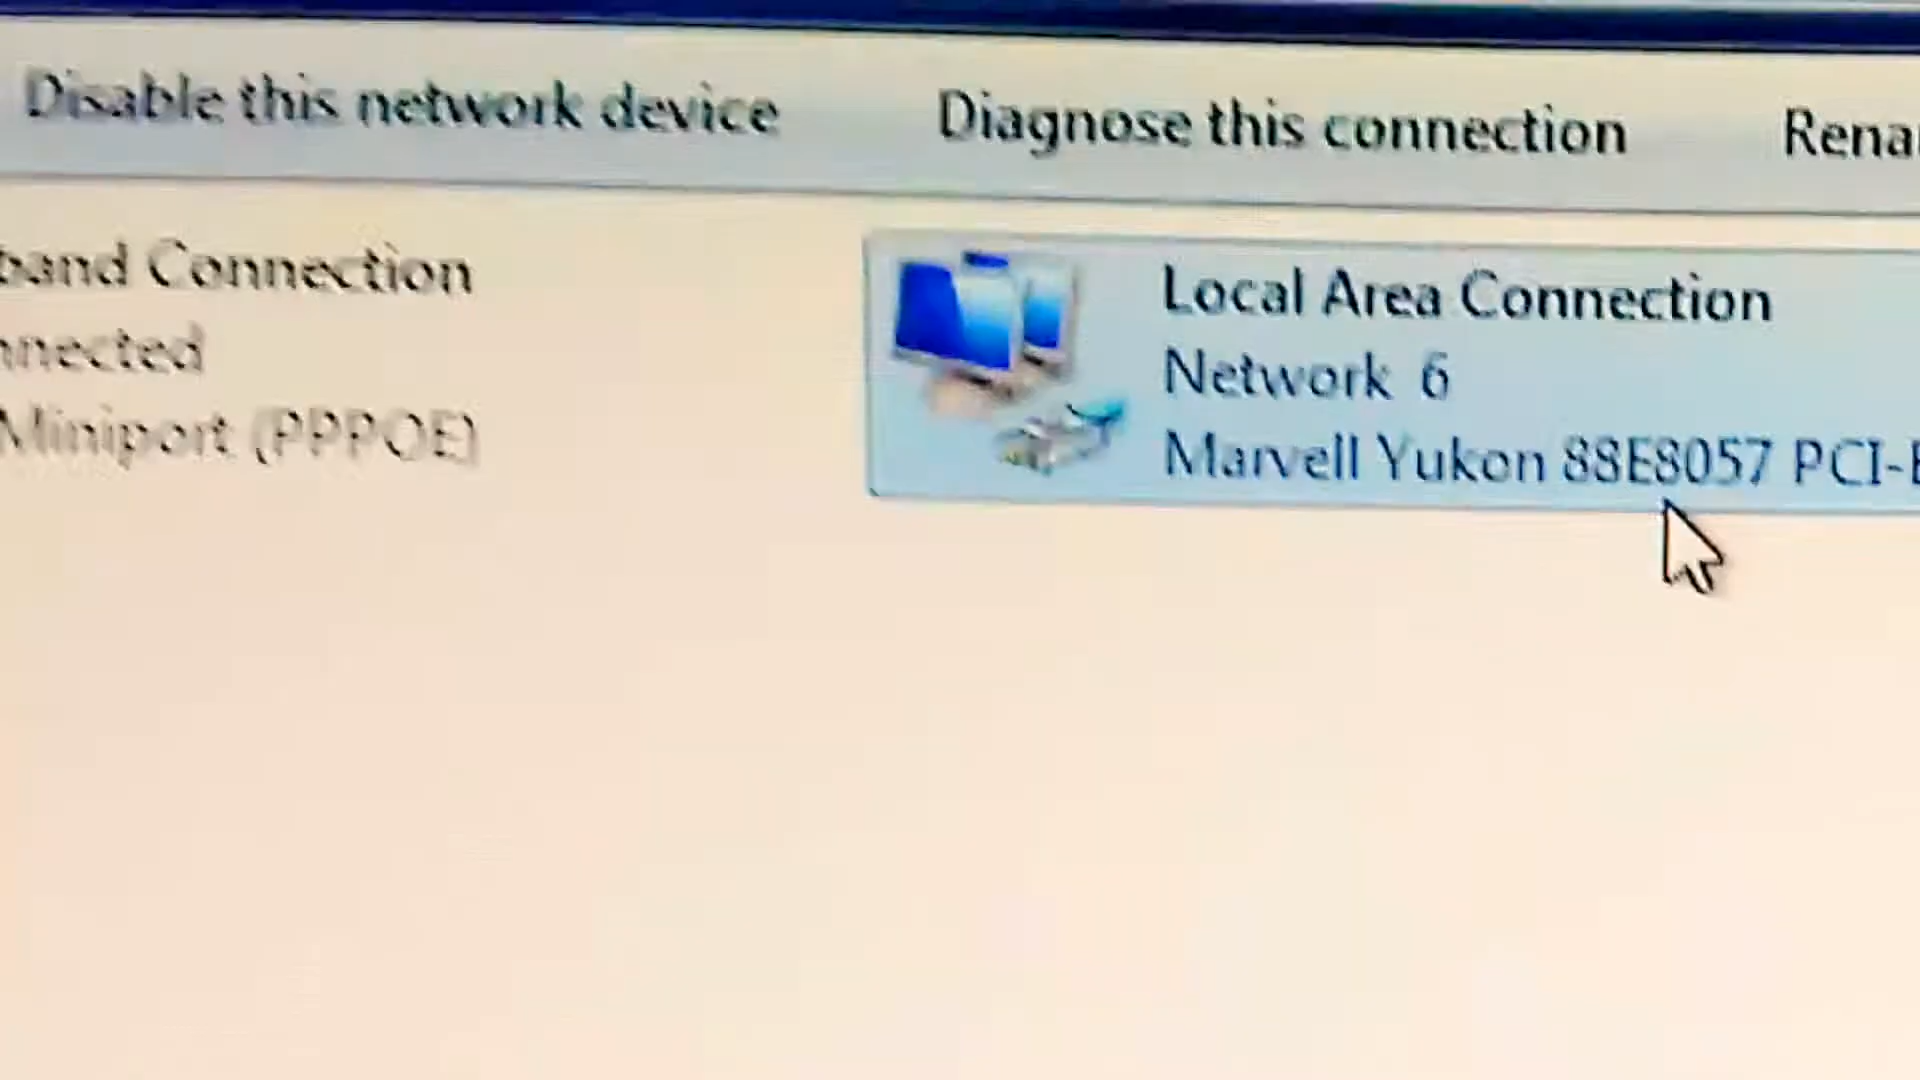 Disable this network device Diagnose this connection Rena
band Connection
nnected
Miniport (PPPOE)
Local Area Connection
Network 6
Marvell Yukon 88E8057 PCI-E